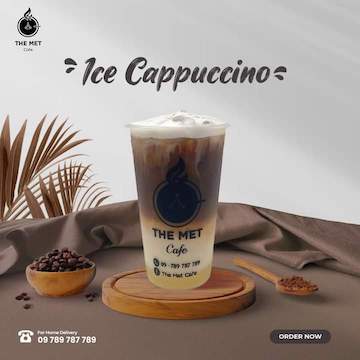 THE MET
Cafe
Ice Cappuccino
THE MET
Cafe
09 - 789 787 789
The Met Cafe
For Home Delivery
09 789 787 789
ORDER NOW